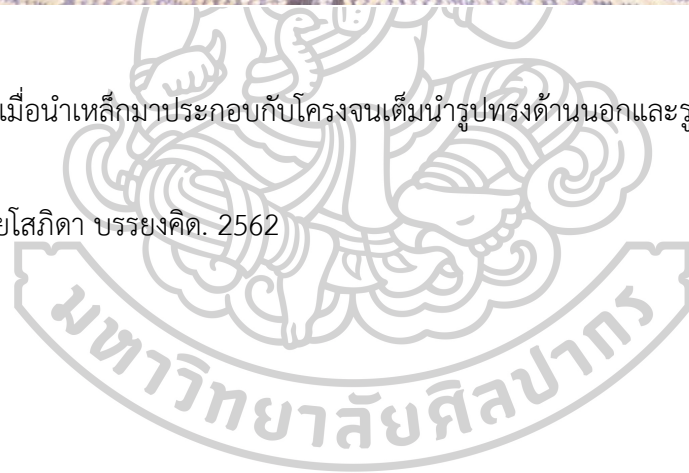 เมื่อนำเหล็กมาประกอบกับโครงจนเต็มนำรูปทรงด้านนอกและรู
ยโสภิดา บรรยงคิด. 2562
มหาวิทยาลัยศิลปากร